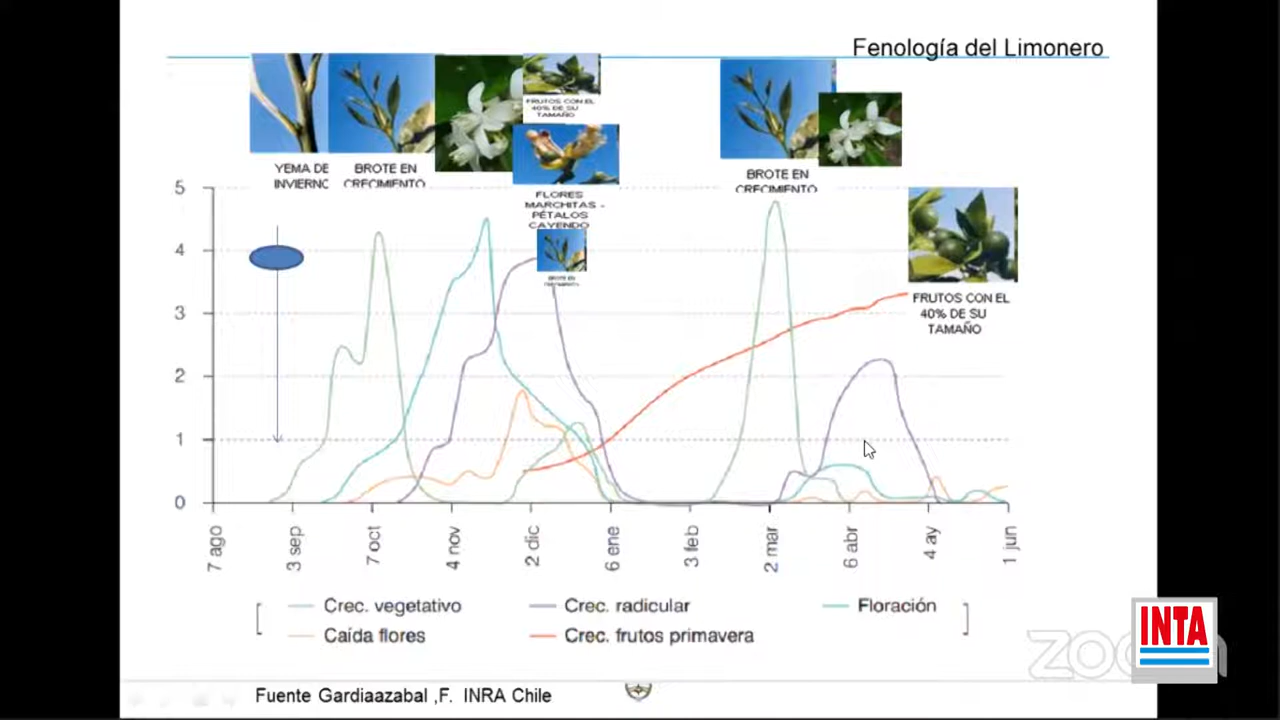 Fenología del Limonero
FRUTOS CON EL
40% DE SU
TAMAÑO
YEMA DE
INVIERNO
BROTE EN
CRECIMIENTO
FLORES
MARCHITAS -
PÉTALOS
CAYENDO
BROTE EN
CRECIMIENTO
BROTE EN
CRECIMIENTO
FRUTOS CON EL
40% DE SU
TAMAÑO
5
4
3
2
1
0
7 ago
3 sep
7 oct
4 nov
2 dic
6 ene
3 feb
2 mar
6 abr
4 ay
1 jun
Crec. vegetativo
Crec. radicular
Floración
Caída flores
Crec. frutos primavera
zoom
INTA
Fuente Gardiaazabal ,F. INRA Chile